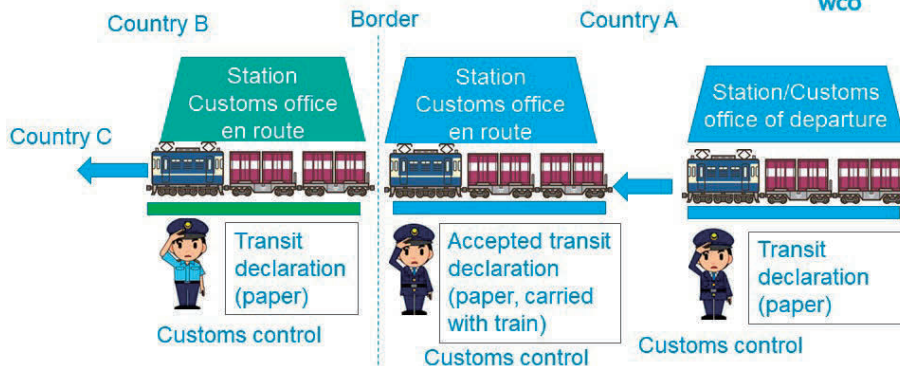 WCO
Country B
Border
Country A
Station
Customs office
en route
Station
Customs office
en route
Station/Customs
office of departure
Country C
Transit
declaration
(paper)
Accepted transit
declaration
(paper, carried
with train)
Transit
declaration
(paper)
Customs control
Customs control
Customs control